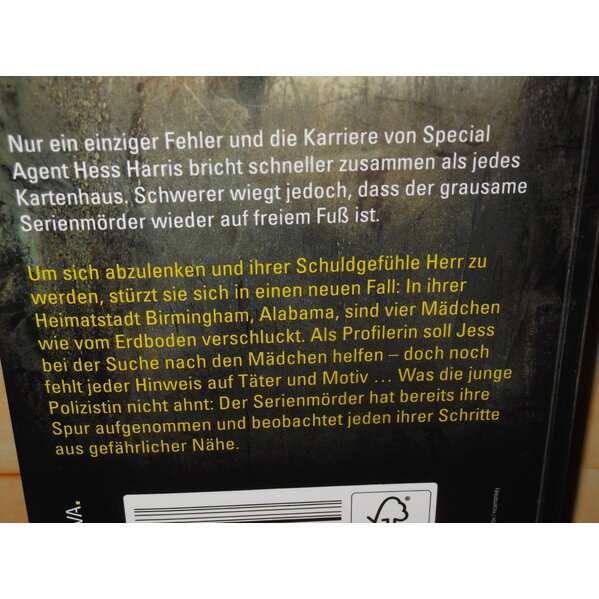 Nur ein einziger Fehler und die Karriere von Special
Agent Hess Harris bricht schneller zusammen als jedes
Kartenhaus. Schwerer wiegt jedoch, dass der grausame
Serienmörder wieder auf freiem Fuß ist.
Um sich abzulenken und ihrer Schuldgefühle Herr zu
werden, stürzt sie sich in einen neuen Fall: In ihrer
Heimatstadt Birmingham, Alabama, sind vier Mädchen
wie vom Erdboden verschluckt. Als Profilerin soll Jess
bei der Suche nach den Mädchen helfen – doch noch
fehlt jeder Hinweis auf Täter und Motiv ... Was die junge
Polizistin nicht ahnt: Der Serienmörder hat bereits ihre
Spur aufgenommen und beobachtet jeden ihrer Schritte
aus gefährlicher Nähe.